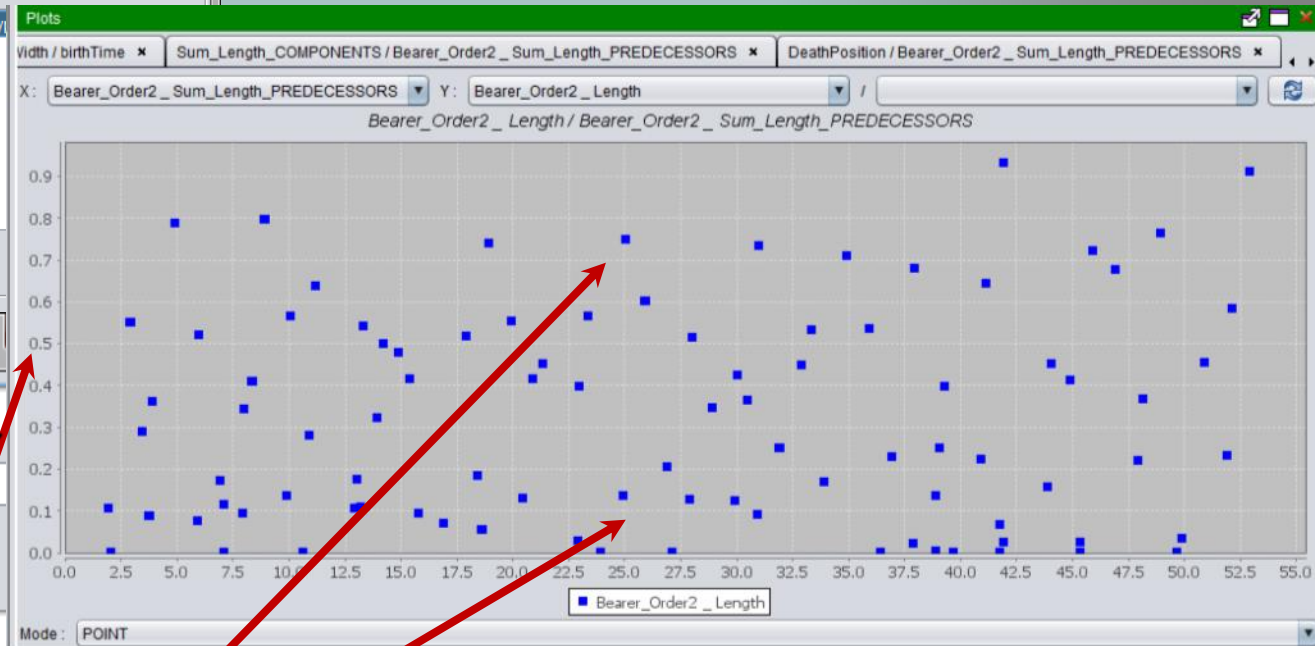 Plots
Width / birthTime × Sum_Length_COMPONENTS / Bearer_Order2 _ Sum_Length_PREDECESSORS × DeathPosition / Bearer_Order2 _ Sum_Length_PREDECESSORS ×
X : Bearer_Order2 _ Sum_Length_PREDECESSORS Y : Bearer_Order2 _ Length /
Bearer_Order2 _ Length / Bearer_Order2 _ Sum_Length_PREDECESSORS
0.9
0.8
0.7
0.6
0.5
0.4
0.3
0.2
0.1
0.0
0.0 2.5 5.0 7.5 10.0 12.5 15.0 17.5 20.0 22.5 25.0 27.5 30.0 32.5 35.0 37.5 40.0 42.5 45.0 47.5 50.0 52.5 55.0
Bearer_Order2 _ Length
Mode : POINT